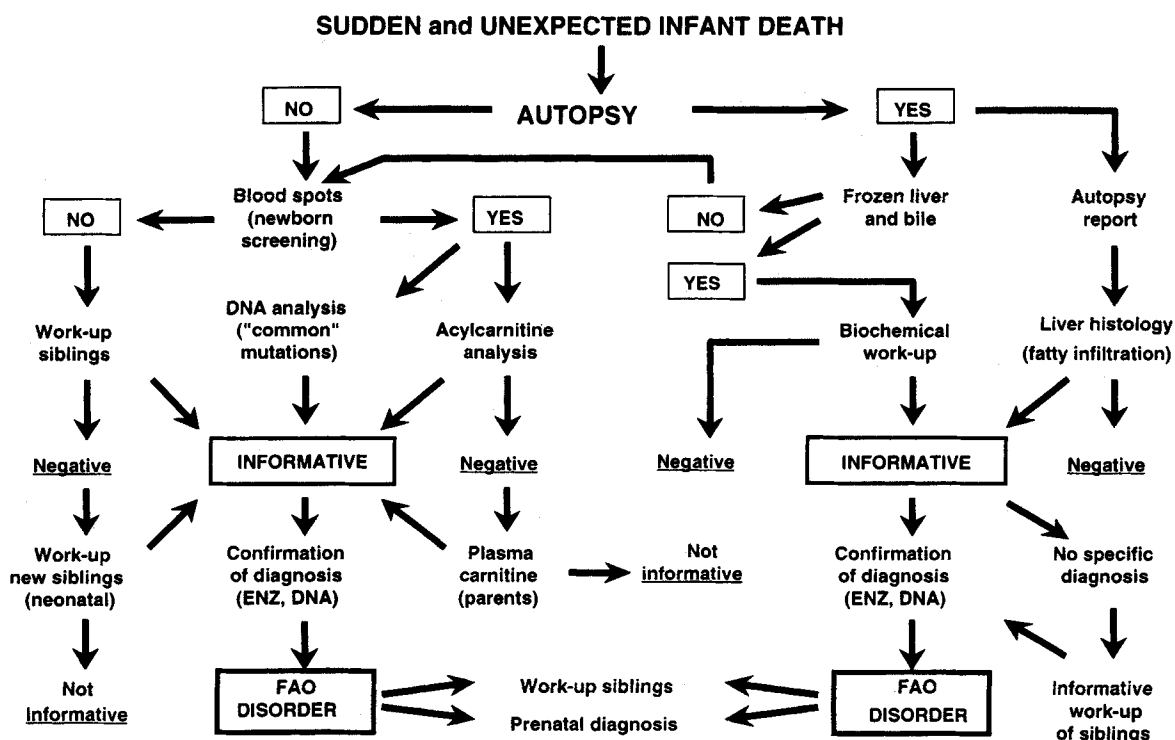 SUDDEN and UNEXPECTED INFANT DEATH
NO
AUTOPSY
YES
NO
Blood spots
(newborn
screening)
YES
NO
Frozen liver
and bile
Autopsy
report
YES
Work-up
siblings
DNA analysis
("common"
mutations)
Acylcarnitine
analysis
Biochemical
work-up
Liver histology
(fatty infiltration)
Negative
INFORMATIVE
Negative
Negative
INFORMATIVE
Negative
Work-up
new siblings
(neonatal)
Confirmation
of diagnosis
(ENZ, DNA)
Plasma
carnitine
(parents)
Not
informative
Confirmation
of diagnosis
(ENZ, DNA)
No specific
diagnosis
Not
Informative
FAO
DISORDER
Work-up siblings
Prenatal diagnosis
FAO
DISORDER
Informative
work-up
of siblings